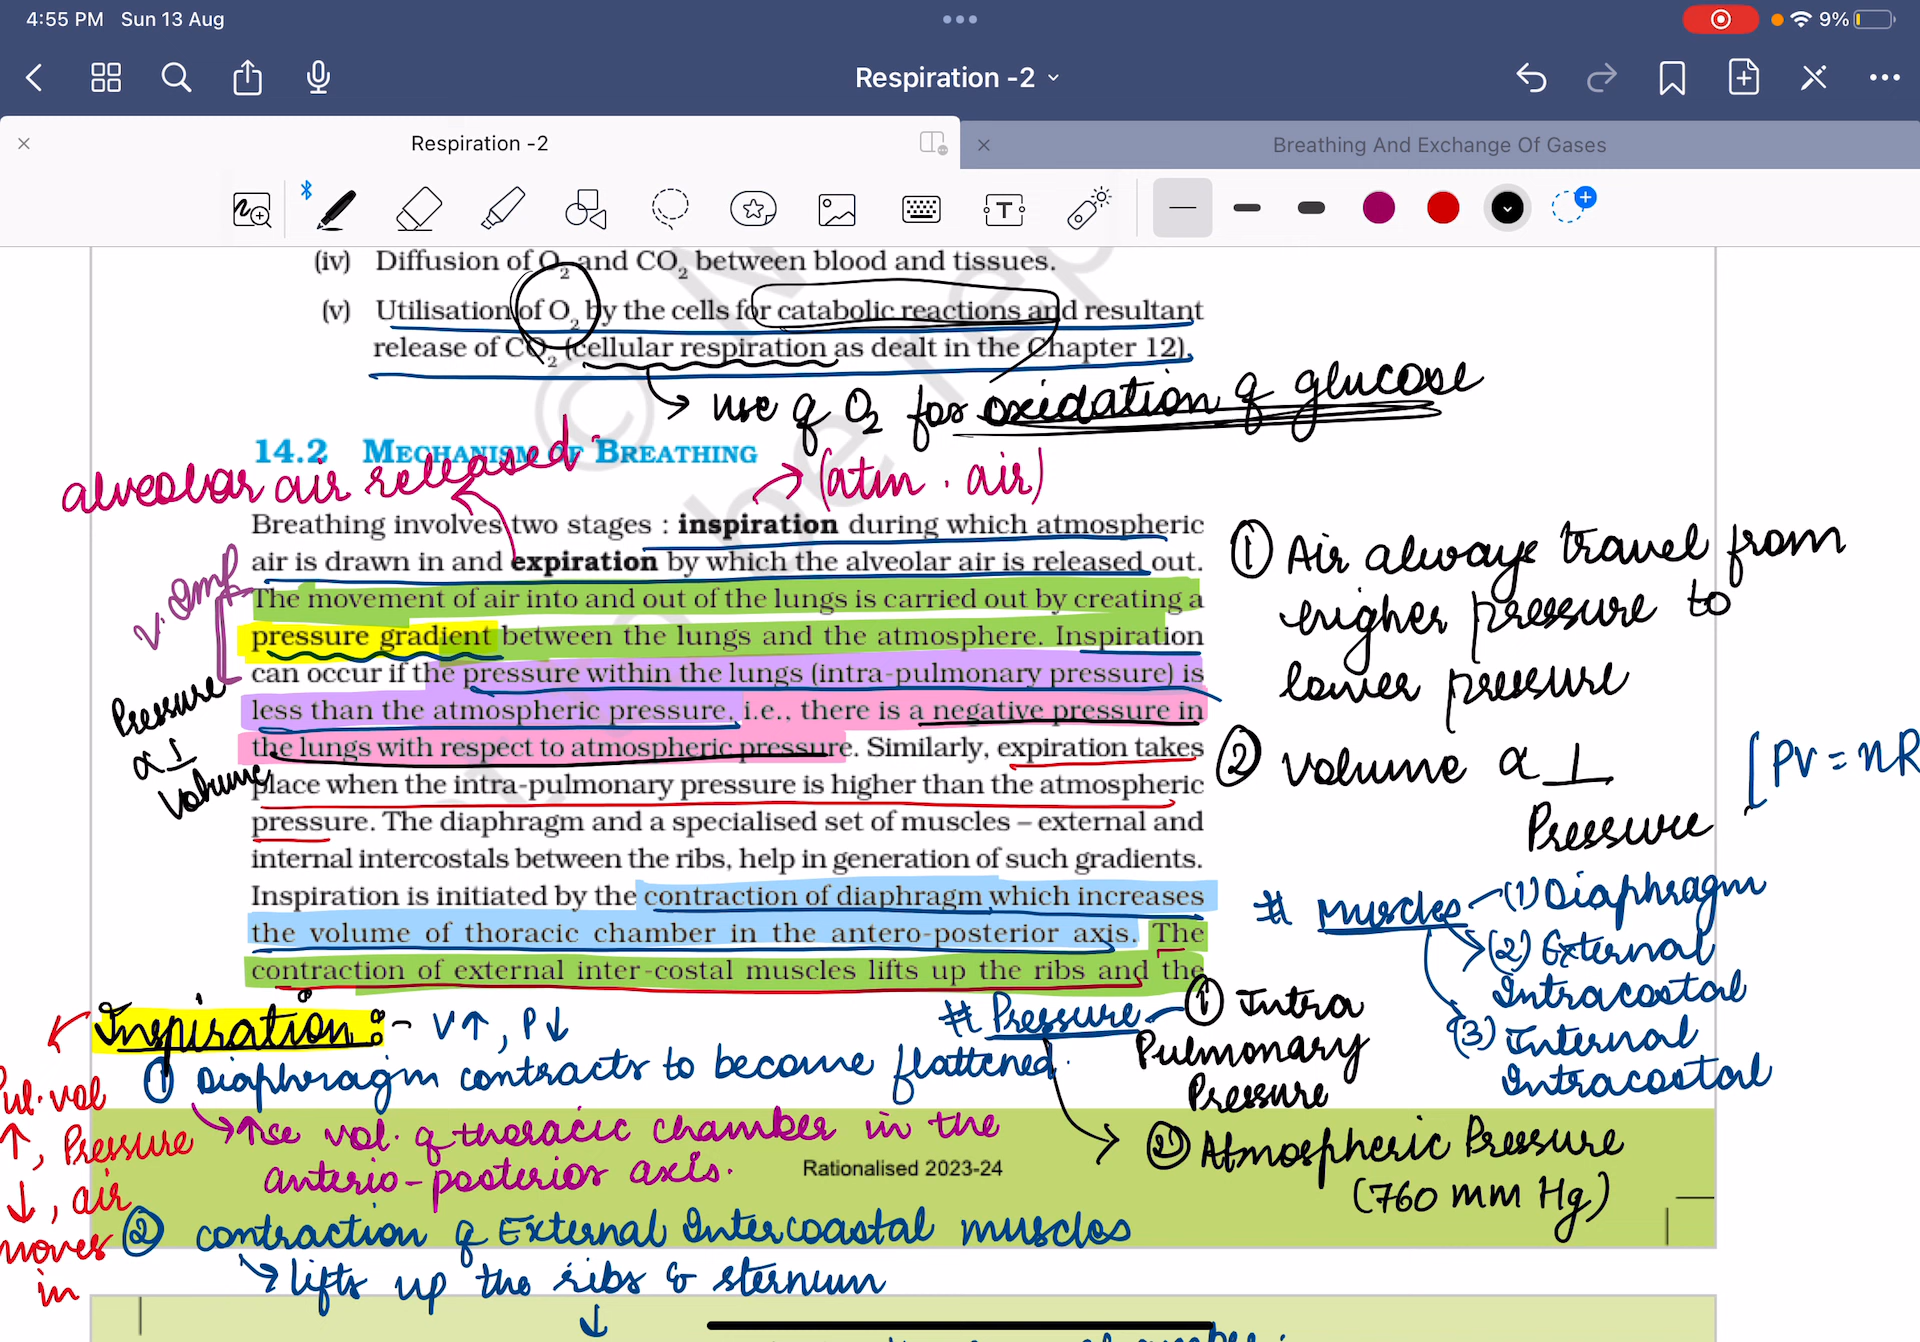 4:55 PM Sun 13 Aug
9%
Respiration -2
Respiration -2
Breathing And Exchange Of Gases
(iv) Diffusion of O2 and CO2 between blood and tissues.
(v) Utilisation of O2 by the cells for catabolic reactions and resultant
release of CO2 (cellular respiration as dealt in the Chapter 12).
→ use of O2 for oxidation of glucose
14.2 MECHANISM OF BREATHING
alveolar air released
→ (atm. air)
Breathing involves two stages : inspiration during which atmospheric
air is drawn in and expiration by which the alveolar air is released out.
The movement of air into and out of the lungs is carried out by creating a
pressure gradient between the lungs and the atmosphere. Inspiration
can occur if the pressure within the lungs (intra-pulmonary pressure) is
less than the atmospheric pressure, i.e., there is a negative pressure in
the lungs with respect to atmospheric pressure. Similarly, expiration takes
place when the intra-pulmonary pressure is higher than the atmospheric
pressure. The diaphragm and a specialised set of muscles – external and
internal intercostals between the ribs, help in generation of such gradients.
Inspiration is initiated by the contraction of diaphragm which increases
the volume of thoracic chamber in the antero-posterior axis. The
contraction of external inter-costal muscles lifts up the ribs and the
v. Imp
Pressure
α 1
volume
① Air always travel from
higher pressure to
lower pressure
② volume α 1
Pressure
[PV = nR
# Muscles (1) Diaphragm
(2) External
Intracostal
(3) Internal
Intracostal
Inspiration :- V↑, P↓
① Diaphragm contracts to become flattened.
→ ↑se vol. of thoracic chamber in the
anterio-posterior axis.
Pul. vol
↑, Pressure
↓, air
moves
in
# Pressure ① Intra
Pulmonary
Pressure
② Atmospheric Pressure
(760 mm Hg)
Rationalised 2023-24
② contraction of External Intercoastal muscles
→ lifts up the ribs & sternum
↓